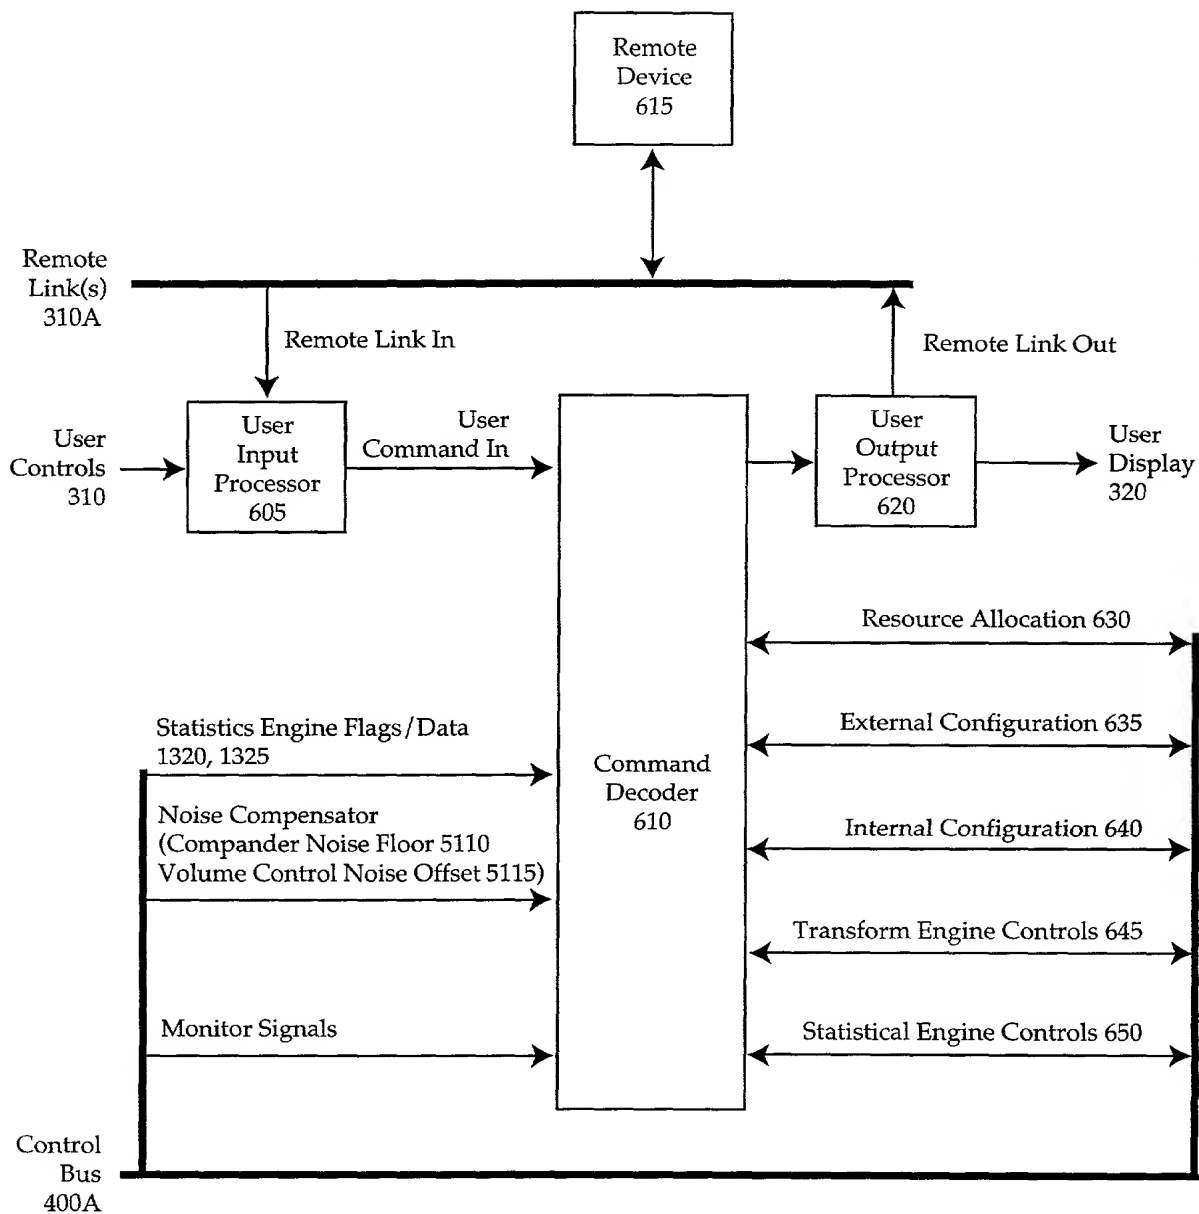 Remote
Device
615
Remote
Link(s)
310A
Remote Link In
Remote Link Out
User
Controls
310
User
Input
Processor
605
User
Command In
User
Output
Processor
620
User
Display
320
Resource Allocation 630
Statistics Engine Flags/Data
1320, 1325
External Configuration 635
Command
Decoder
610
Noise Compensator
(Compander Noise Floor 5110
Volume Control Noise Offset 5115)
Internal Configuration 640
Transform Engine Controls 645
Monitor Signals
Statistical Engine Controls 650
Control
Bus
400A